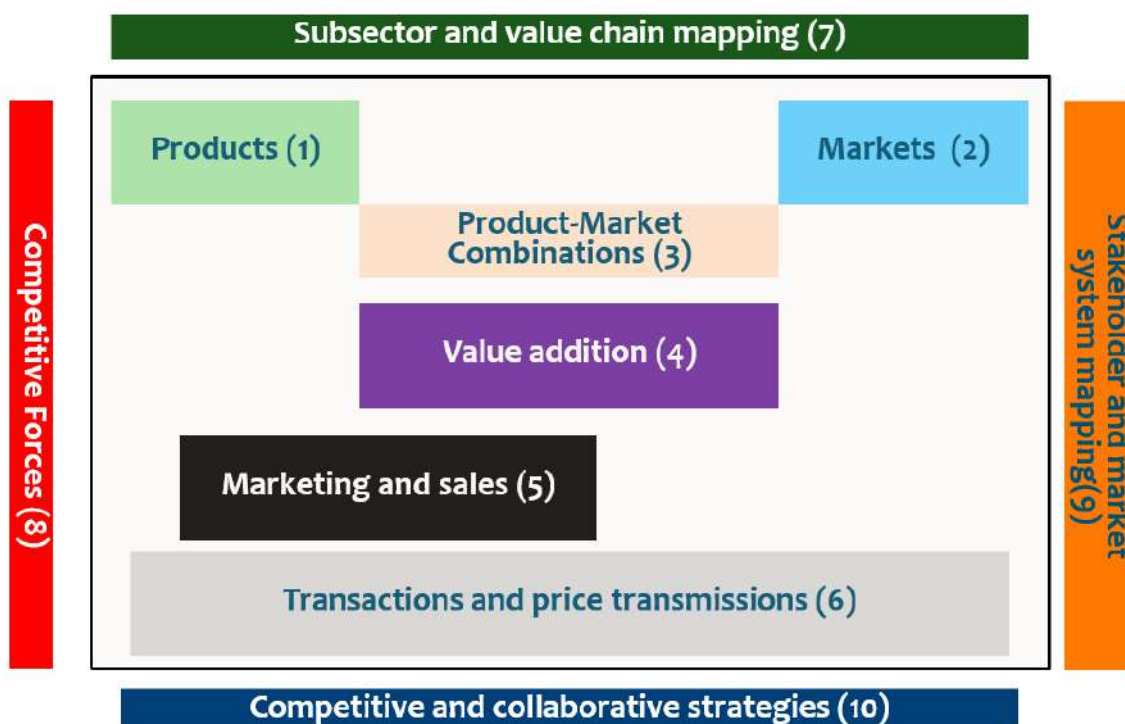 Subsector and value chain mapping (7)
Products (1)
Markets (2)
Product-Market
Combinations (3)
Value addition (4)
Marketing and sales (5)
Transactions and price transmissions (6)
Competitive Forces (8)
Stakeholder and market
system mapping(9)
Competitive and collaborative strategies (10)